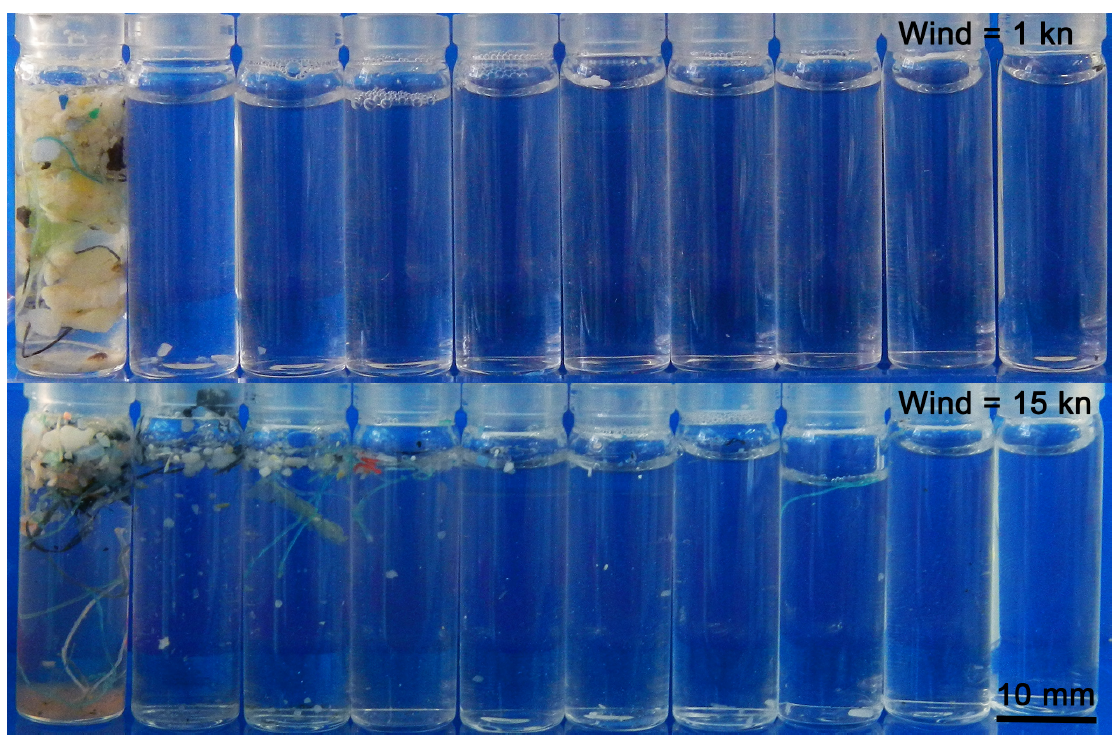 Wind = 1 kn
Wind = 15 kn
10 mm